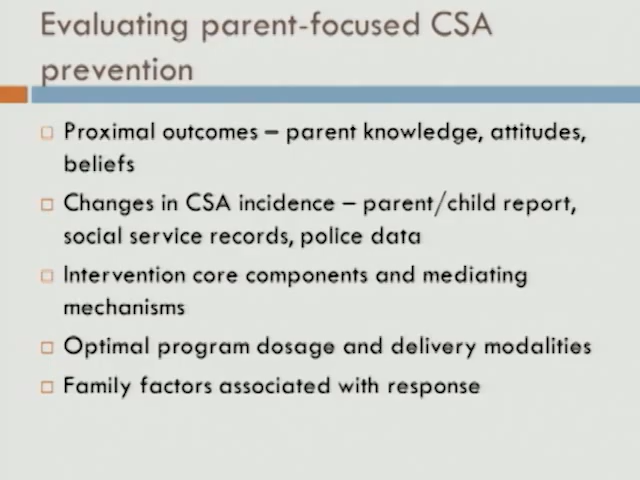 Evaluating parent-focused CSA
prevention
Proximal outcomes – parent knowledge, attitudes,
beliefs
Changes in CSA incidence – parent/child report,
social service records, police data
Intervention core components and mediating
mechanisms
Optimal program dosage and delivery modalities
Family factors associated with response